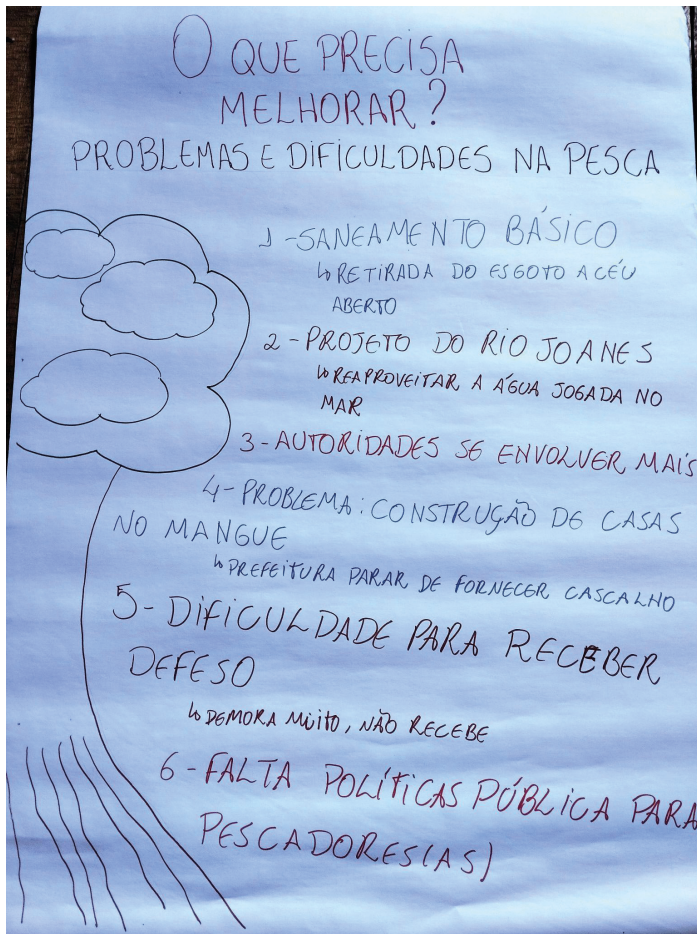 O QUE PRECISA
MELHORAR?
PROBLEMAS E DIFICULDADES NA PESCA
1 - SANEAMENTO BÁSICO
↳ RETIRADA DO ESGOTO A CÉU
ABERTO
2 - PROJETO DO RIO JOANES
↳ REAPROVEITAR A ÁGUA JOGADA NO
MAR
3 - AUTORIDADES SE ENVOLVER MAIS
4 - PROBLEMA: CONSTRUÇÃO DE CASAS
NO MANGUE
↳ PREFEITURA PARAR DE FORNECER CASCALHO
5 - DIFICULDADE PARA RECEBER
DEFESO
↳ DEMORA MUITO, NÃO RECEBE
6 - FALTA POLÍTICAS PÚBLICA PARA
PESCADORES(AS)